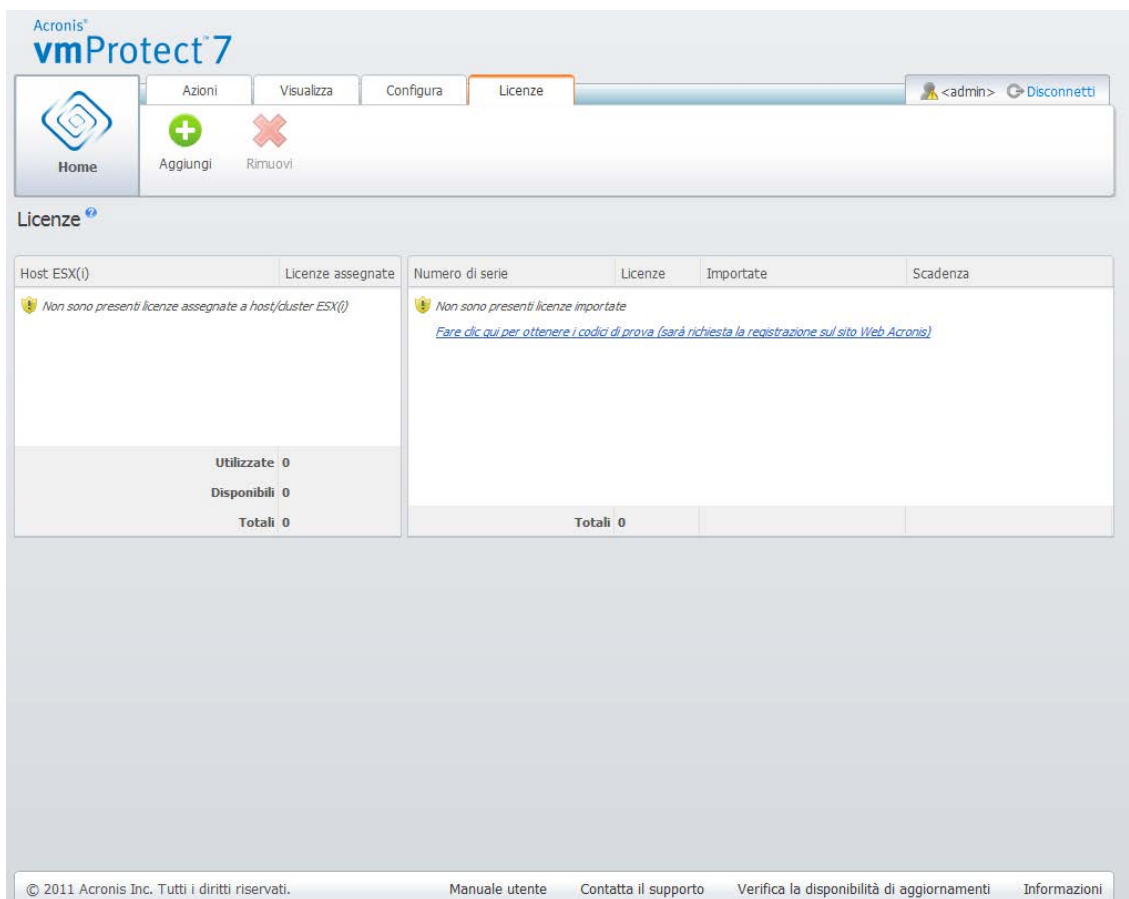 Acronis®
vmProtect™7
Azioni Visualizza Configura Licenze <admin> Disconnetti
Home Aggiungi Rimuovi
Licenze
Host ESX(i) Licenze assegnate Numero di serie Licenze Importate Scadenza
Non sono presenti licenze assegnate a host/cluster ESX(i) Non sono presenti licenze importate
Fare clic qui per ottenere i codici di prova (sarà richiesta la registrazione sul sito Web Acronis)
Utilizzate 0
Disponibili 0
Totali 0 Totali 0
© 2011 Acronis Inc. Tutti i diritti riservati. Manuale utente Contatta il supporto Verifica la disponibilità di aggiornamenti Informazioni